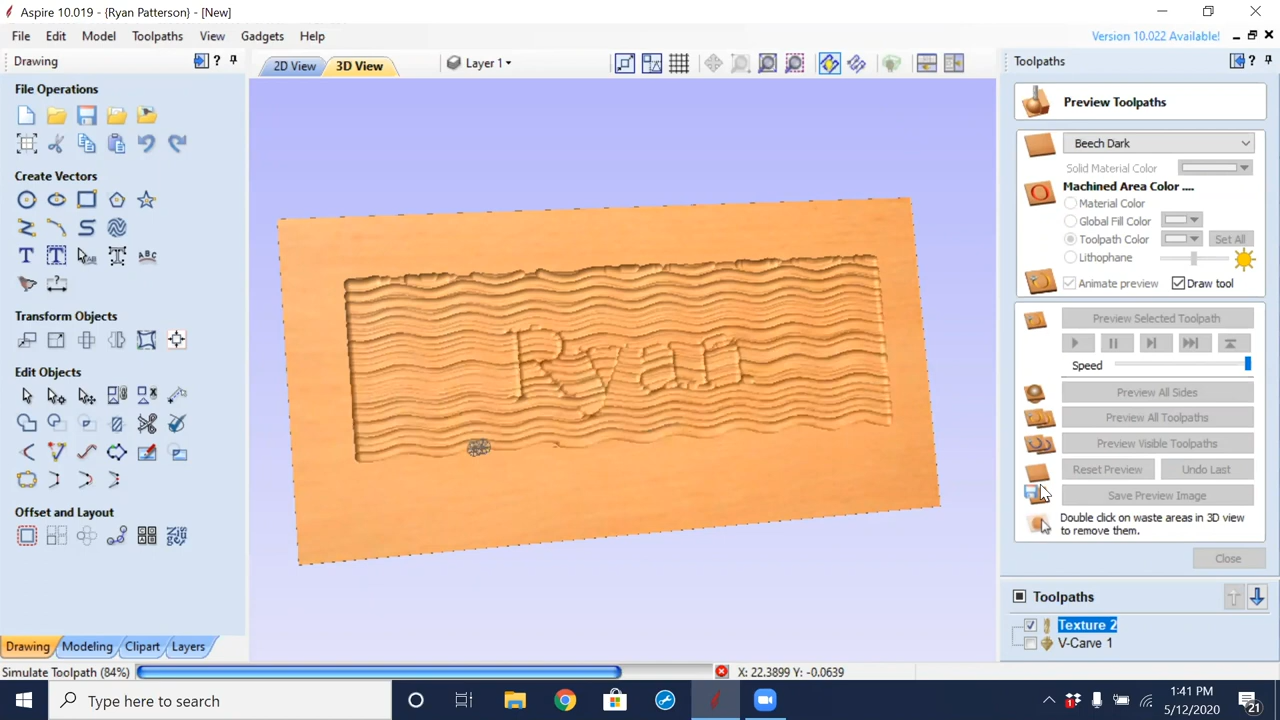 Aspire 10.019 - {Ryan Patterson} - [New]
File Edit Model Toolpaths View Gadgets Help
Version 10.022 Available!
Drawing
2D View
3D View
Layer 1
Toolpaths
File Operations
Create Vectors
Transform Objects
Edit Objects
Offset and Layout
Drawing Modeling Clipart Layers
Ryan
Preview Toolpaths
Beech Dark
Solid Material Color
Machined Area Color ....
Material Color
Global Fill Color
Toolpath Color
Set All
Lithophane
Animate preview
Draw tool
Preview Selected Toolpath
Speed
Preview All Sides
Preview All Toolpaths
Preview Visible Toolpaths
Reset Preview
Undo Last
Save Preview Image
Double click on waste areas in 3D view
to remove them.
Close
Toolpaths
Texture 2
V-Carve 1
Simulate Toolpath (84%)
X: 22.3899 Y: -0.0639
Type here to search
1:41 PM
5/12/2020
21